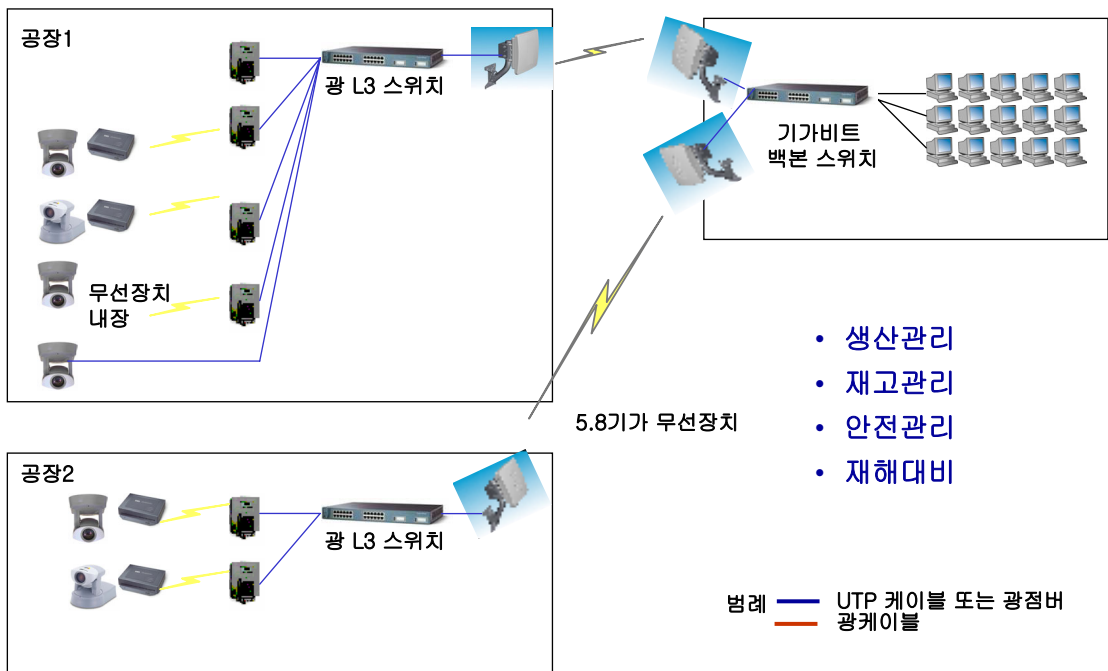 공장1
광 L3 스위치
무선장치
내장
기가비트
백본 스위치
5.8기가 무선장치
• 생산관리
• 재고관리
• 안전관리
• 재해대비
공장2
광 L3 스위치
범례
UTP 케이블 또는 광점버
광케이블